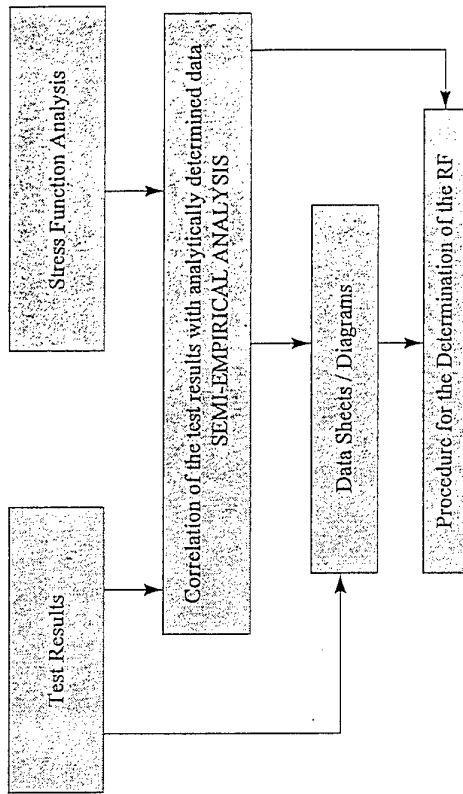 Test Results
Stress Function Analysis
Correlation of the test results with analytically determined data
SEMI-EMPIRICAL ANALYSIS
Data Sheets / Diagrams
Procedure for the Determination of the RF